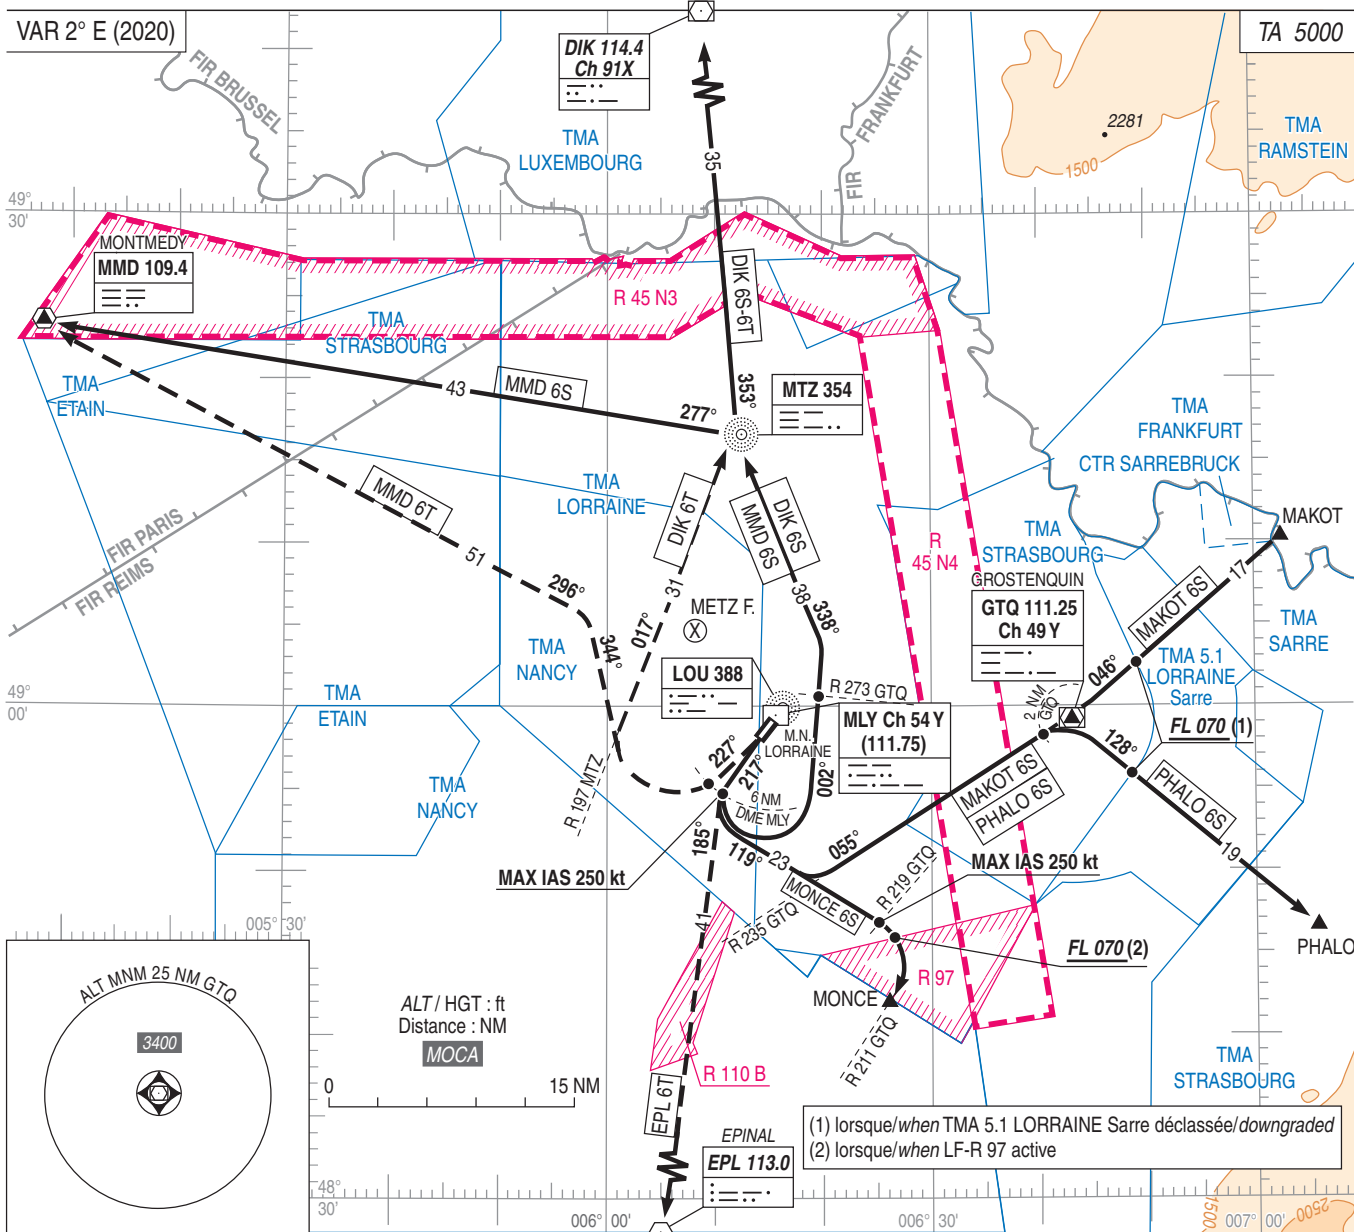 VAR 2° E (2020)
TA 5000
DIK 114.4
Ch 91X
FIR BRUSSEL
FIR
FRANKFURT
TMA
LUXEMBOURG
2281
1500
TMA
RAMSTEIN
49°
30'
35
MONTMEDY
MMD 109.4
R 45 N3
DIK 6S-6T
TMA
STRASBOURG
TMA
ETAIN
43
MMD 6S
277°
353°
MTZ 354
TMA
FRANKFURT
CTR SARREBRUCK
MAKOT
TMA
LORRAINE
MMD 6T
51
296°
FIR PARIS
FIR REIMS
DIK 6T
31
017°
DIK 6S
MMD 6S
38
338°
R
45 N4
TMA
STRASBOURG
17
MAKOT 6S
METZ F.
GROSTENQUIN
GTQ 111.25
Ch 49 Y
TMA
SARRE
344°
TMA
NANCY
LOU 388
R 273 GTQ
046°
TMA 5.1
LORRAINE
Sarre
49°
00'
TMA
ETAIN
MLY Ch 54 Y
(111.75)
M.N.
LORRAINE
2 NM
GTQ
FL 070 (1)
227°
217°
002°
128°
R 197 MTZ
6 NM
DME MLY
MAKOT 6S
PHALO 6S
PHALO 6S
TMA
NANCY
185°
119°
23
055°
19
MAX IAS 250 kt
MAX IAS 250 kt
MONCE 6S
R 219 GTQ
R 235 GTQ
41
005° 30'
FL 070 (2)
PHALO
R 97
MONCE
R 211 GTQ
ALT MNM 25 NM GTQ
3400
ALT / HGT : ft
Distance : NM
MOCA
0
15 NM
R 110 B
TMA
STRASBOURG
EPL 6T
EPINAL
EPL 113.0
(1) lorsque/when TMA 5.1 LORRAINE Sarre déclassée/downgraded
(2) lorsque/when LF-R 97 active
48°
30'
006° 00'
006° 30'
1500
2500
007° 00'